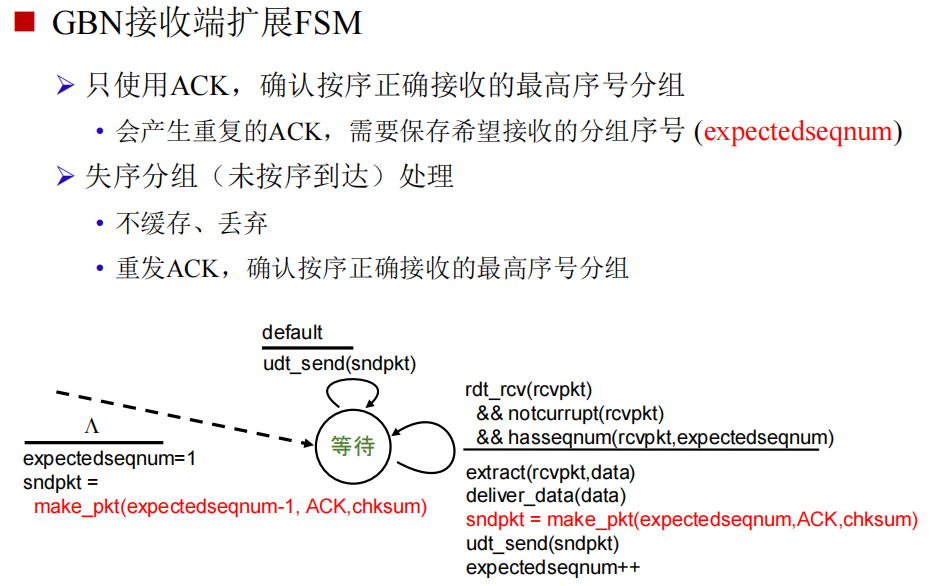 GBN接收端扩展FSM
只使用ACK，确认按序正确接收的最高序号分组
会产生重复的ACK，需要保存希望接收的分组序号 (expectedseqnum)
失序分组（未按序到达）处理
不缓存、丢弃
重发ACK，确认按序正确接收的最高序号分组
default
udt_send(sndpkt)
rdt_rcv(rcvpkt)
&& notcurrupt(rcvpkt)
&& hasseqnum(rcvpkt,expectedseqnum)
Λ
等待
expectedseqnum=1
sndpkt =
make_pkt(expectedseqnum-1, ACK,chksum)
extract(rcvpkt,data)
deliver_data(data)
sndpkt = make_pkt(expectedseqnum,ACK,chksum)
udt_send(sndpkt)
expectedseqnum++